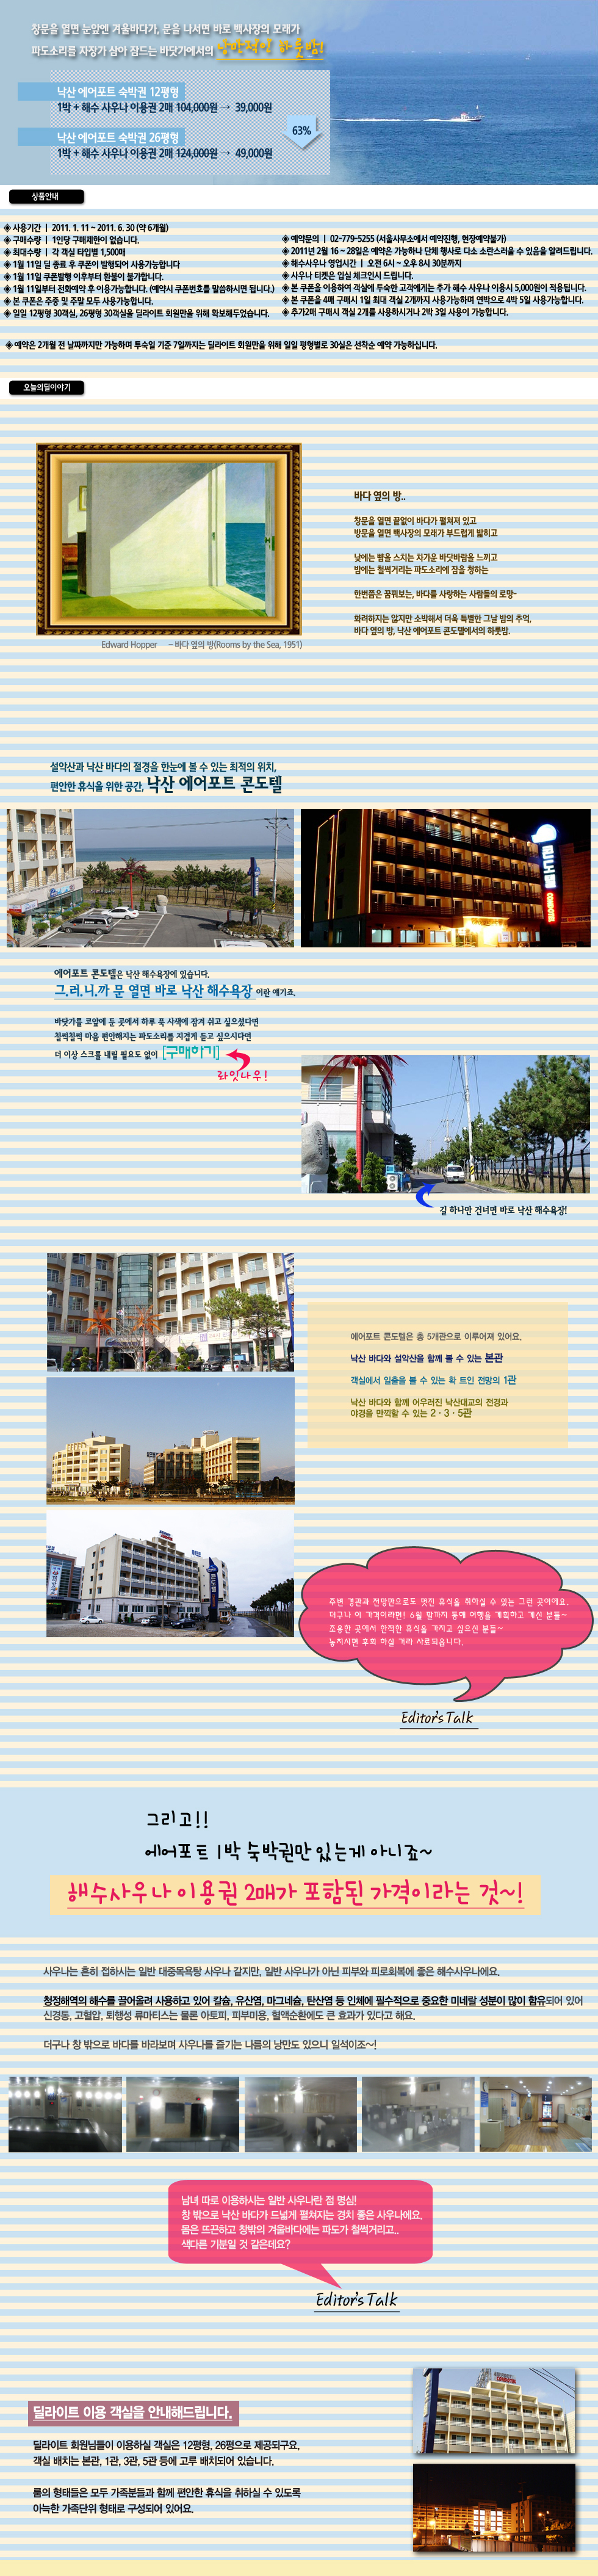 창문을 열면 눈앞엔 겨울바다가, 문을 나서면 바로 백사장의 모래가
파도소리를 자장가 삼아 잠드는 바닷가에서의 낭만적인 하룻밤!
낙산 에어포트 숙박권 12평형
1박 + 해수 사우나 이용권 2매 104,000원 → 39,000원
낙산 에어포트 숙박권 26평형
1박 + 해수 사우나 이용권 2매 124,000원 → 49,000원
63%
상품안내
◈ 사용기간 ㅣ 2011. 1. 11 ~ 2011. 6. 30 (약 6개월)
◈ 구매수량 ㅣ 1인당 구매제한이 없습니다.
◈ 최대수량 ㅣ 각 객실 타입별 1,500매
◈ 1월 11일 딜 종료 후 쿠폰이 발행되어 사용가능합니다
◈ 1월 11일 쿠폰발행 이후부터 환불이 불가합니다.
◈ 1월 11일부터 전화예약 후 이용가능합니다. (예약시 쿠폰번호를 말씀하시면 됩니다.)
◈ 본 쿠폰은 주중 및 주말 모두 사용가능합니다.
◈ 일일 12평형 30객실, 26평형 30객실을 딜라이트 회원만을 위해 확보해두었습니다.
◈ 예약문의 ㅣ 02-779-5255 (서울사무소에서 예약진행, 현장예약불가)
◈ 2011년 2월 16 ~ 28일은 예약은 가능하나 단체 행사로 다소 소란스러울 수 있음을 알려드립니다.
◈ 해수사우나 영업시간 ㅣ 오전 6시 ~ 오후 8시 30분까지
◈ 사우나 티켓은 입실 체크인시 드립니다.
◈ 본 쿠폰을 이용하여 객실에 투숙한 고객에게는 추가 해수 사우나 이용시 5,000원이 적용됩니다.
◈ 본 쿠폰을 4매 구매시 1일 최대 객실 2개까지 사용가능하며 연박으로 4박 5일 사용가능합니다.
◈ 추가2매 구매시 객실 2개를 사용하시거나 2박 3일 사용이 가능합니다.
◈ 예약은 2개월 전 날짜까지만 가능하며 투숙일 기준 7일까지는 딜라이트 회원만을 위해 일일 평형별로 30실은 선착순 예약 가능하십니다.
오늘의딜이야기
바다 옆의 방..
창문을 열면 끝없이 바다가 펼쳐져 있고
방문을 열면 백사장의 모래가 부드럽게 밟히고
낮에는 뺨을 스치는 차가운 바닷바람을 느끼고
밤에는 철썩거리는 파도소리에 잠을 청하는
한번쯤은 꿈꿔보는, 바다를 사랑하는 사람들의 로망~
화려하지는 않지만 소박해서 더욱 특별한 그날 밤의 추억,
바다 옆의 방, 낙산 에어포트 콘도텔에서의 하룻밤.
Edward Hopper - 바다 옆의 방(Rooms by the Sea, 1951)
설악산과 낙산 바다의 절경을 한눈에 볼 수 있는 최적의 위치,
편안한 휴식을 위한 공간, 낙산 에어포트 콘도텔
에어포트 콘도텔은 낙산 해수욕장에 있습니다.
그.러.니.까 문 열면 바로 낙산 해수욕장 이란 얘기죠.
바닷가를 코앞에 둔 곳에서 하루 푹 사색에 잠겨 쉬고 싶으셨다면
철썩철썩 마음 편안해지는 파도소리를 지겹게 듣고 싶으시다면
더 이상 스크롤 내릴 필요도 없이 [구매하기]
롸잇나우!
길 하나만 건너면 바로 낙산 해수욕장!
에어포트 콘도텔은 총 5개관으로 이루어져 있어요.
낙산 바다와 설악산을 함께 볼 수 있는 본관
객실에서 일출을 볼 수 있는 확 트인 전망의 1관
낙산 바다와 함께 어우러진 낙산대교의 전경과
야경을 만끽할 수 있는 2 · 3 · 5관
주변 경관과 전망만으로도 멋진 휴식을 취하실 수 있는 그런 곳이에요.
더구나 이 가격이라면! 6월 말까지 동해 여행을 계획하고 계신 분들~
조용한 곳에서 한적한 휴식을 가지고 싶으신 분들~
놓치시면 후회 하실 거라 사료되옵니다.
Editor's Talk
그리고!!
에어포트 1박 숙박권만 있는게 아니죠~
해수사우나 이용권 2매가 포함된 가격이라는 것~!
사우나는 흔히 접하시는 일반 대중목욕탕 사우나 같지만, 일반 사우나가 아닌 피부와 피로회복에 좋은 해수사우나에요.
청정해역의 해수를 끌어올려 사용하고 있어 칼슘, 유산염, 마그네슘, 탄산염 등 인체에 필수적으로 중요한 미네랄 성분이 많이 함유되어 있어
신경통, 고혈압, 퇴행성 류마티스는 물론 아토피, 피부미용, 혈액순환에도 큰 효과가 있다고 해요.
더구나 창 밖으로 바다를 바라보며 사우나를 즐기는 나름의 낭만도 있으니 일석이조~!
남녀 따로 이용하시는 일반 사우나란 점 명심!
창 밖으로 낙산 바다가 드넓게 펼쳐지는 경치 좋은 사우나에요.
몸은 뜨끈하고 창밖의 겨울바다에는 파도가 철썩거리고..
색다른 기분일 것 같은데요?
Editor's Talk
딜라이트 이용 객실을 안내해드립니다.
딜라이트 회원님들이 이용하실 객실은 12평형, 26평으로 제공되구요,
객실 배치는 본관, 1관, 3관, 5관 등에 고루 배치되어 있습니다.
룸의 형태들은 모두 가족분들과 함께 편안한 휴식을 취하실 수 있도록
아늑한 가족단위 형태로 구성되어 있어요.